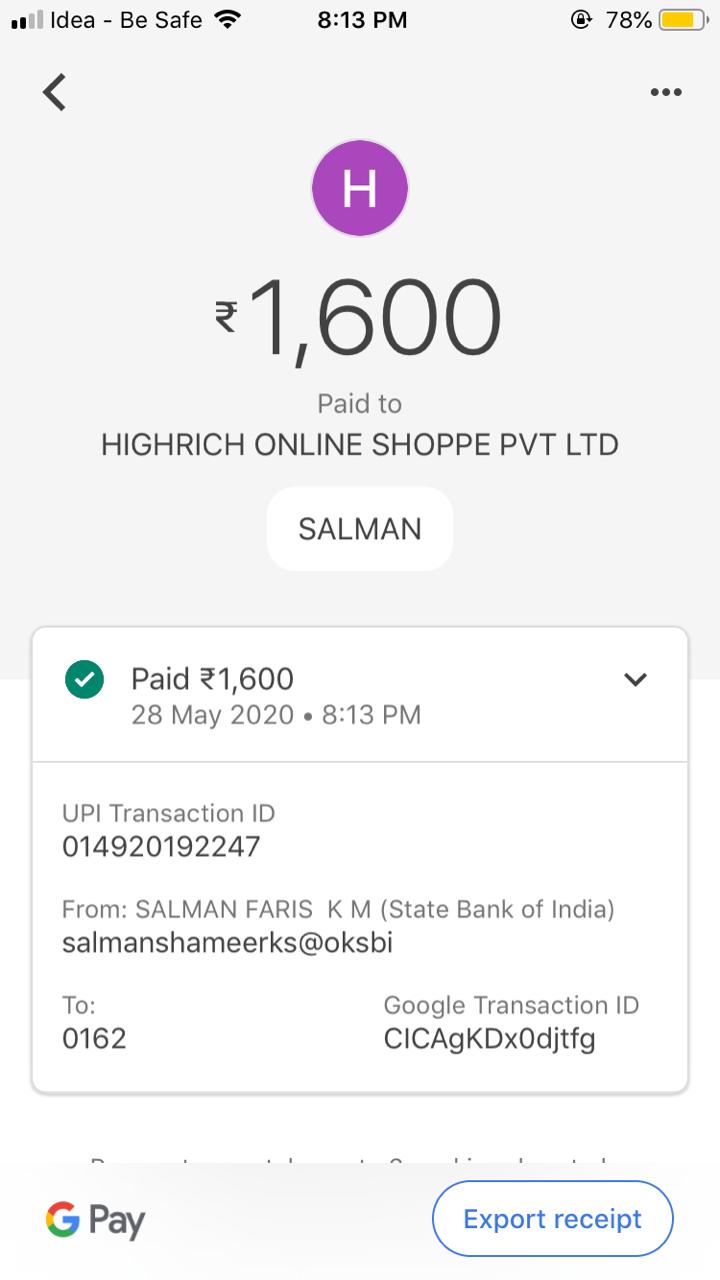 Idea - Be Safe 8:13 PM 78%
H
₹1,600
Paid to
HIGHRICH ONLINE SHOPPE PVT LTD
SALMAN
Paid ₹1,600
28 May 2020 • 8:13 PM
UPI Transaction ID
014920192247
From: SALMAN FARIS K M (State Bank of India)
salmanshameerks@oksbi
To:
0162
Google Transaction ID
CICAgKDx0djtfg
G Pay
Export receipt